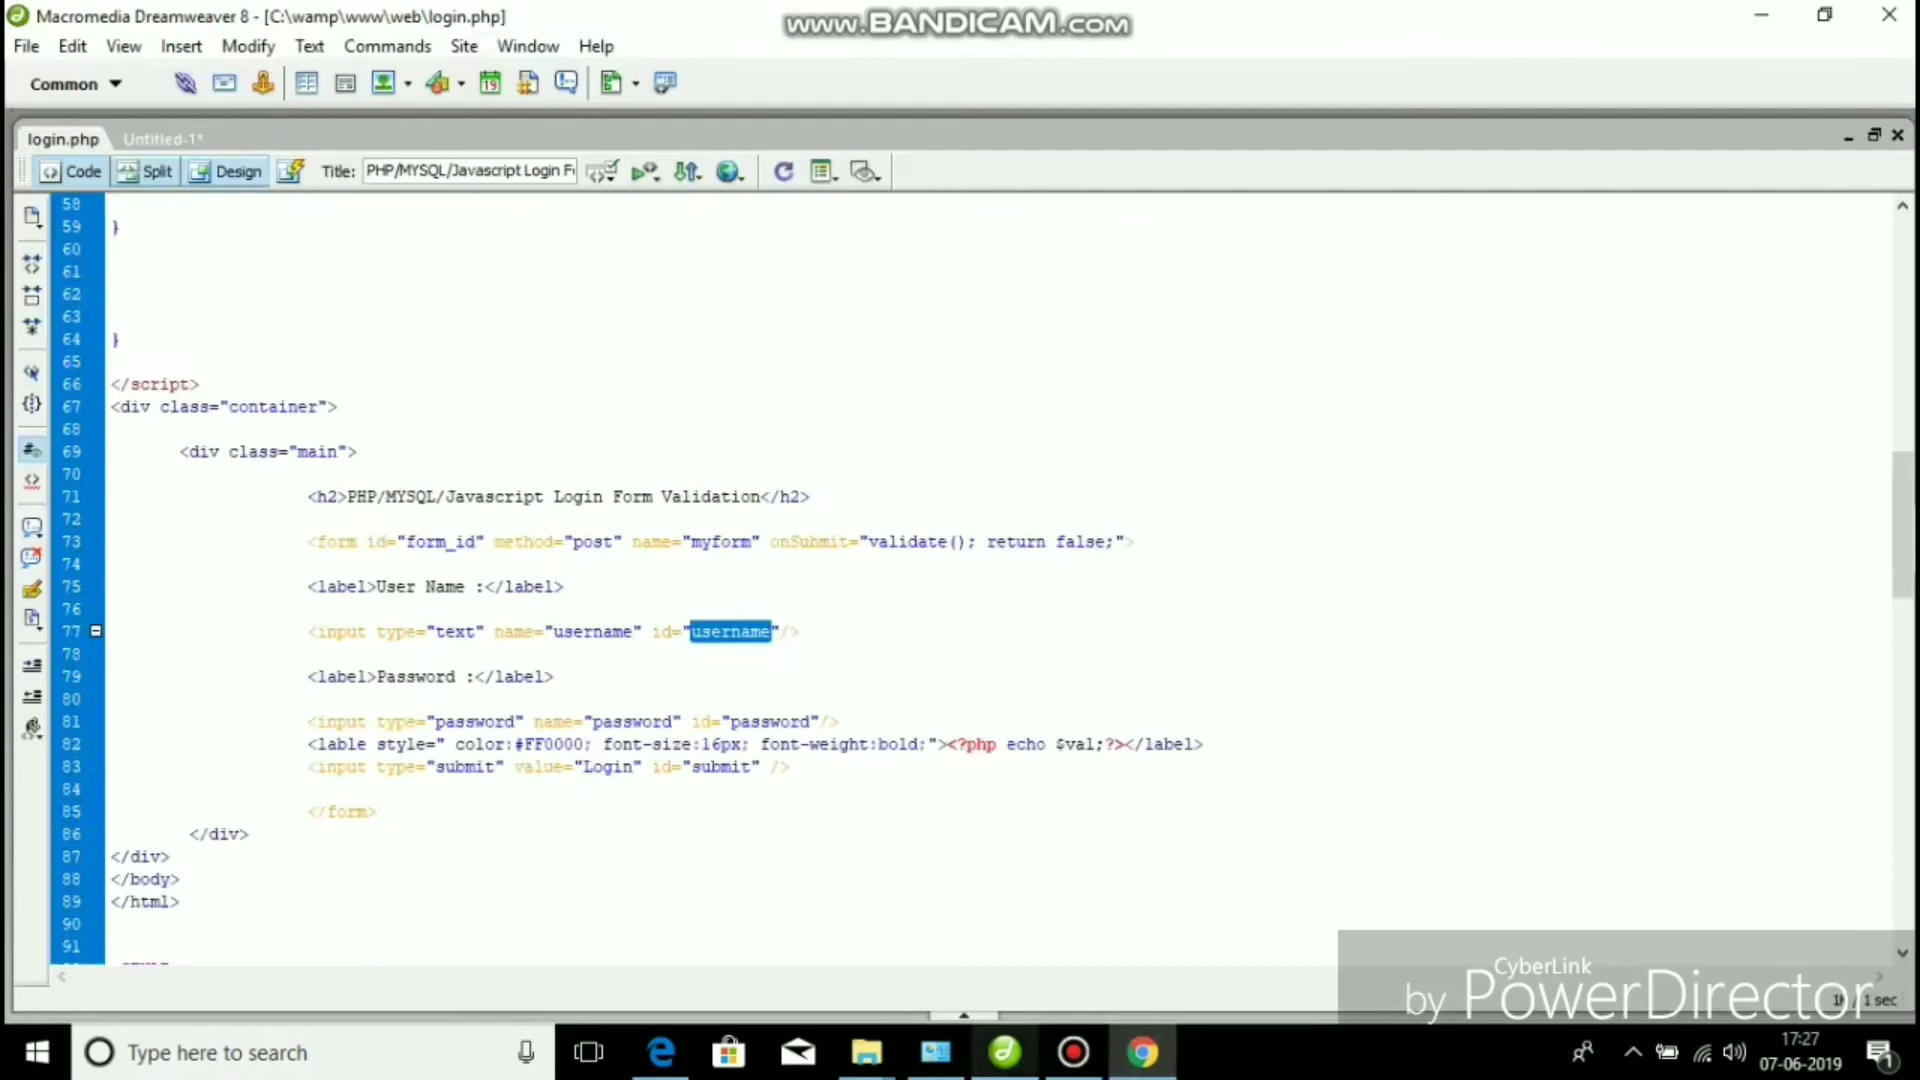 Macromedia Dreamweaver 8 - [C:\wamp\www\web\login.php]
www.BANDICAM.com
File Edit View Insert Modify Text Commands Site Window Help
Common
login.php Untitled-1*
Code Split Design Title: PHP/MYSQL/Javascript Login F
58
59 }
60
61
62
63
64 }
65
66 </script>
67 <div class="container">
68
69 <div class="main">
70
71 <h2>PHP/MYSQL/Javascript Login Form Validation</h2>
72
73 <form id="form_id" method="post" name="myform" onSubmit="validate(); return false;">
74
75 <label>User Name :</label>
76
77 <input type="text" name="username" id="username"/>
78
79 <label>Password :</label>
80
81 <input type="password" name="password" id="password"/>
82 <lable style=" color:#FF0000; font-size:16px; font-weight:bold;"><?php echo $val;?></label>
83 <input type="submit" value="Login" id="submit" />
84
85 </form>
86 </div>
87 </div>
88 </body>
89 </html>
90
91
CyberLink
by PowerDirector
1K / 1 sec
Type here to search
17:27
07-06-2019
1